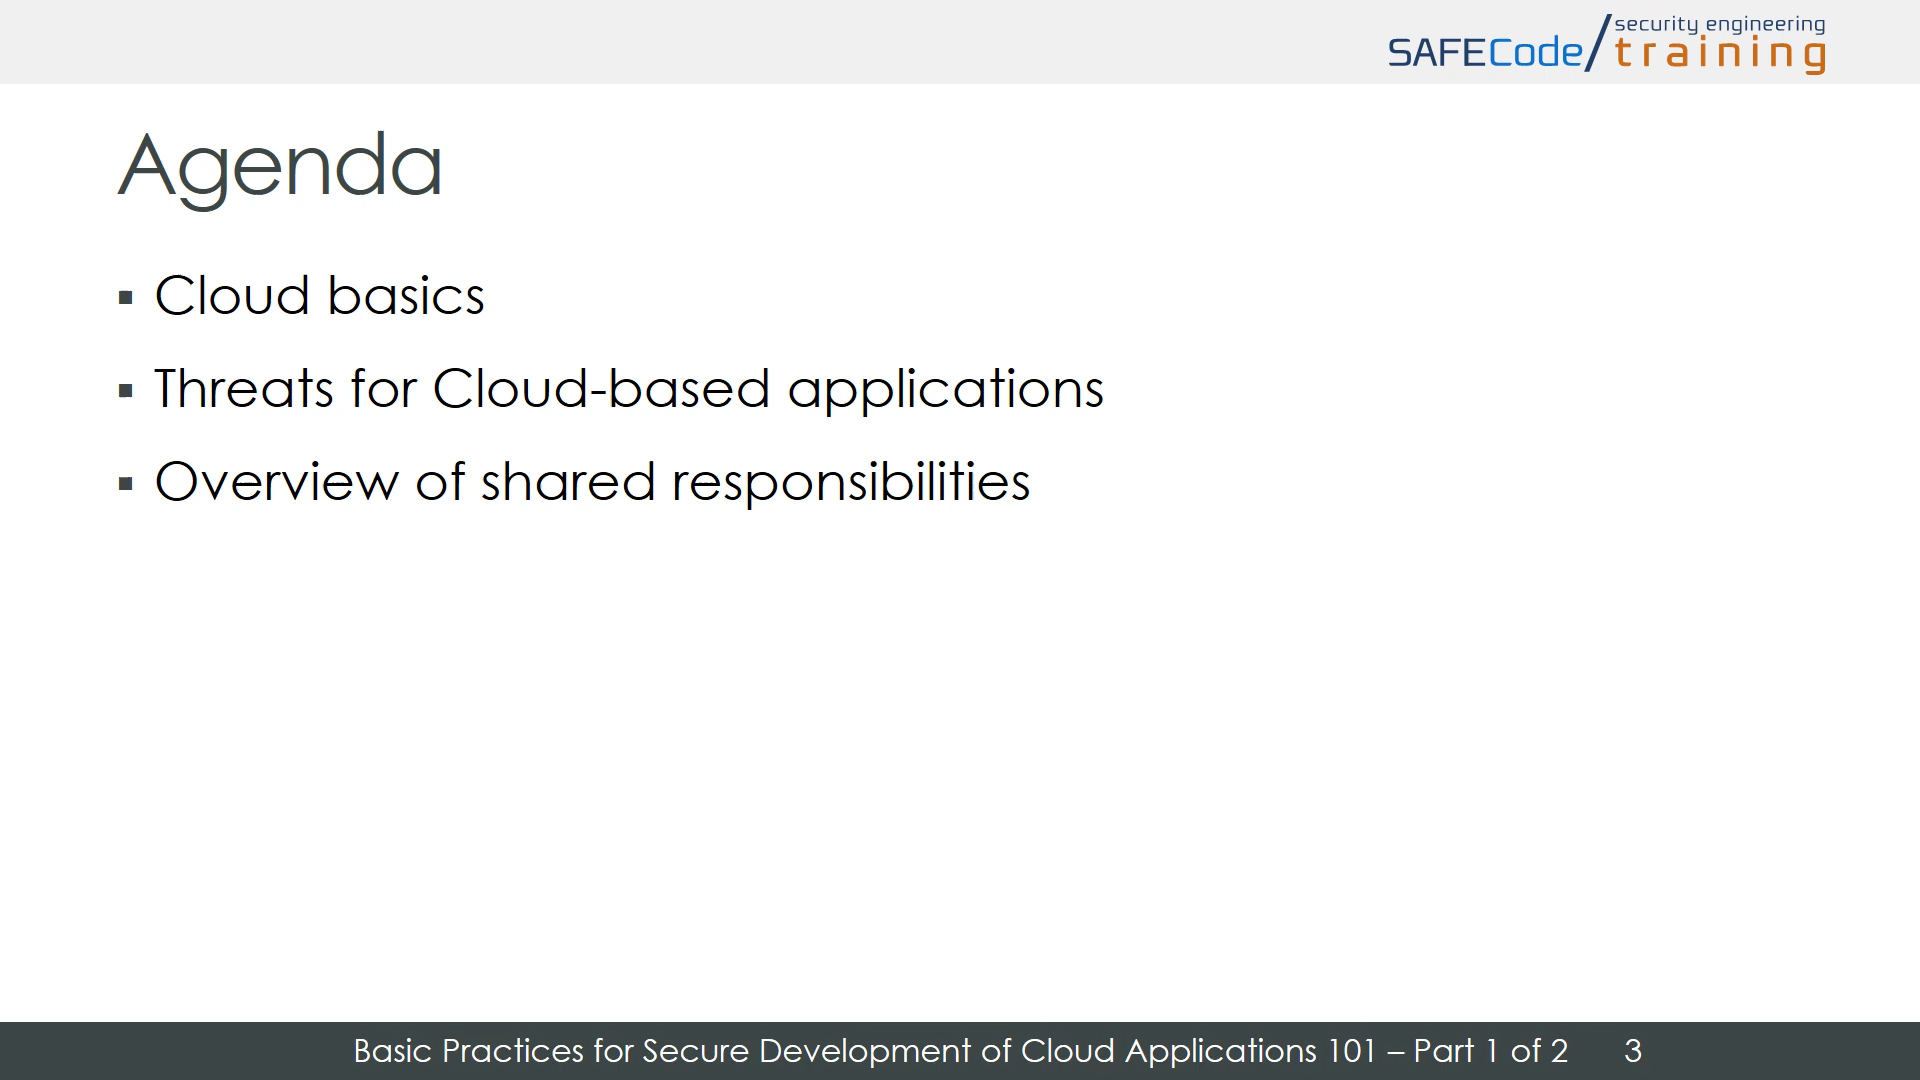 security engineering
SAFECode/training
Agenda
▪ Cloud basics
▪ Threats for Cloud-based applications
▪ Overview of shared responsibilities
Basic Practices for Secure Development of Cloud Applications 101 – Part 1 of 2 3